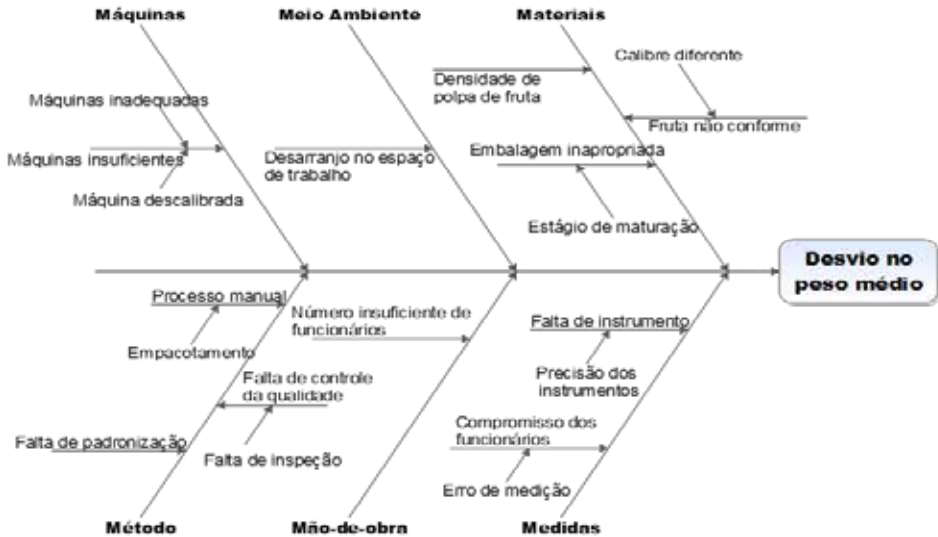 Máquinas
Meio Ambiente
Materiais
Calibre diferente
Densidade de
polpa de fruta
Máquinas inadequadas
Fruta não conforme
Máquinas insuficientes
Desarranjo no espaço
de trabalho
Embalagem inapropriada
Máquina descalibrada
Estágio de maturação
Desvio no
peso médio
Processo manual
Número insuficiente de
funcionários
Falta de instrumento
Empacotamento
Precisão dos
instrumentos
Falta de controle
da qualidade
Compromisso dos
funcionários
Falta de padronização
Falta de inspeção
Erro de medição
Método
Mão-de-obra
Medidas